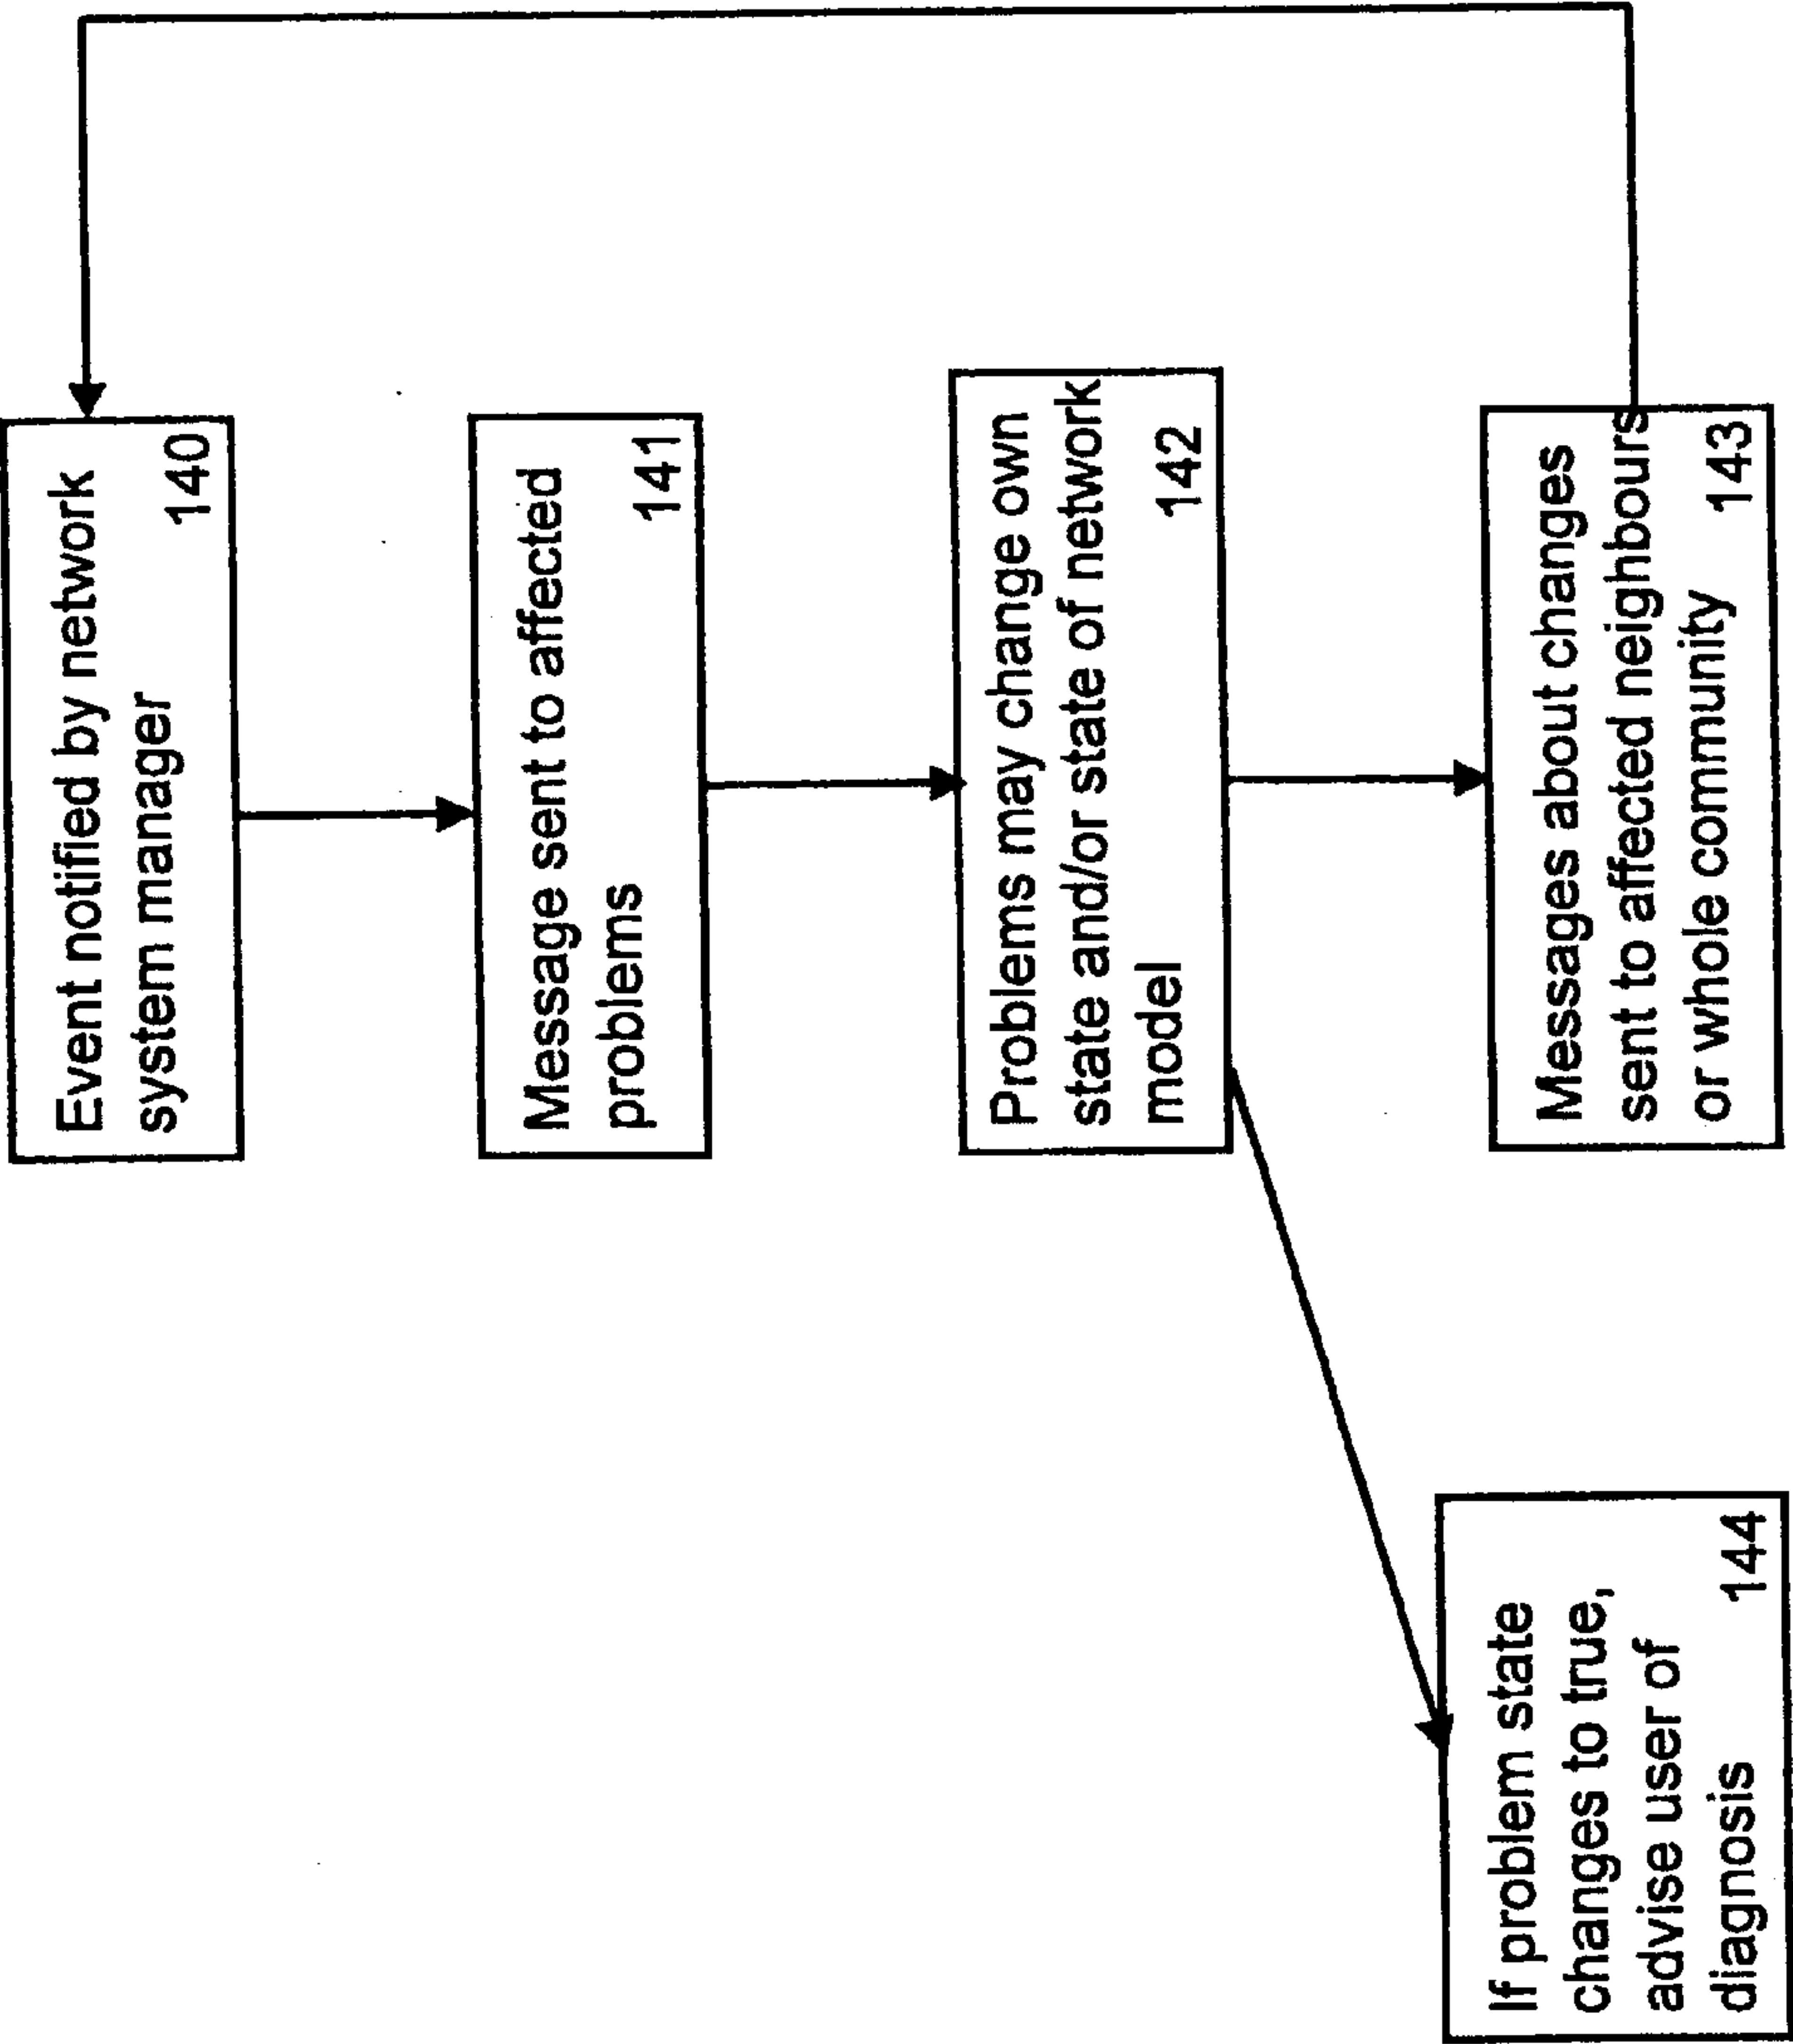 Event notified by network
system manager
140
Message sent to affected
problems
141
Problems may change own
state and/or state of network
model
142
Messages about changes
sent to affected neighbours
or whole community
143
If problem state
changes to true,
advise user of
diagnosis
144